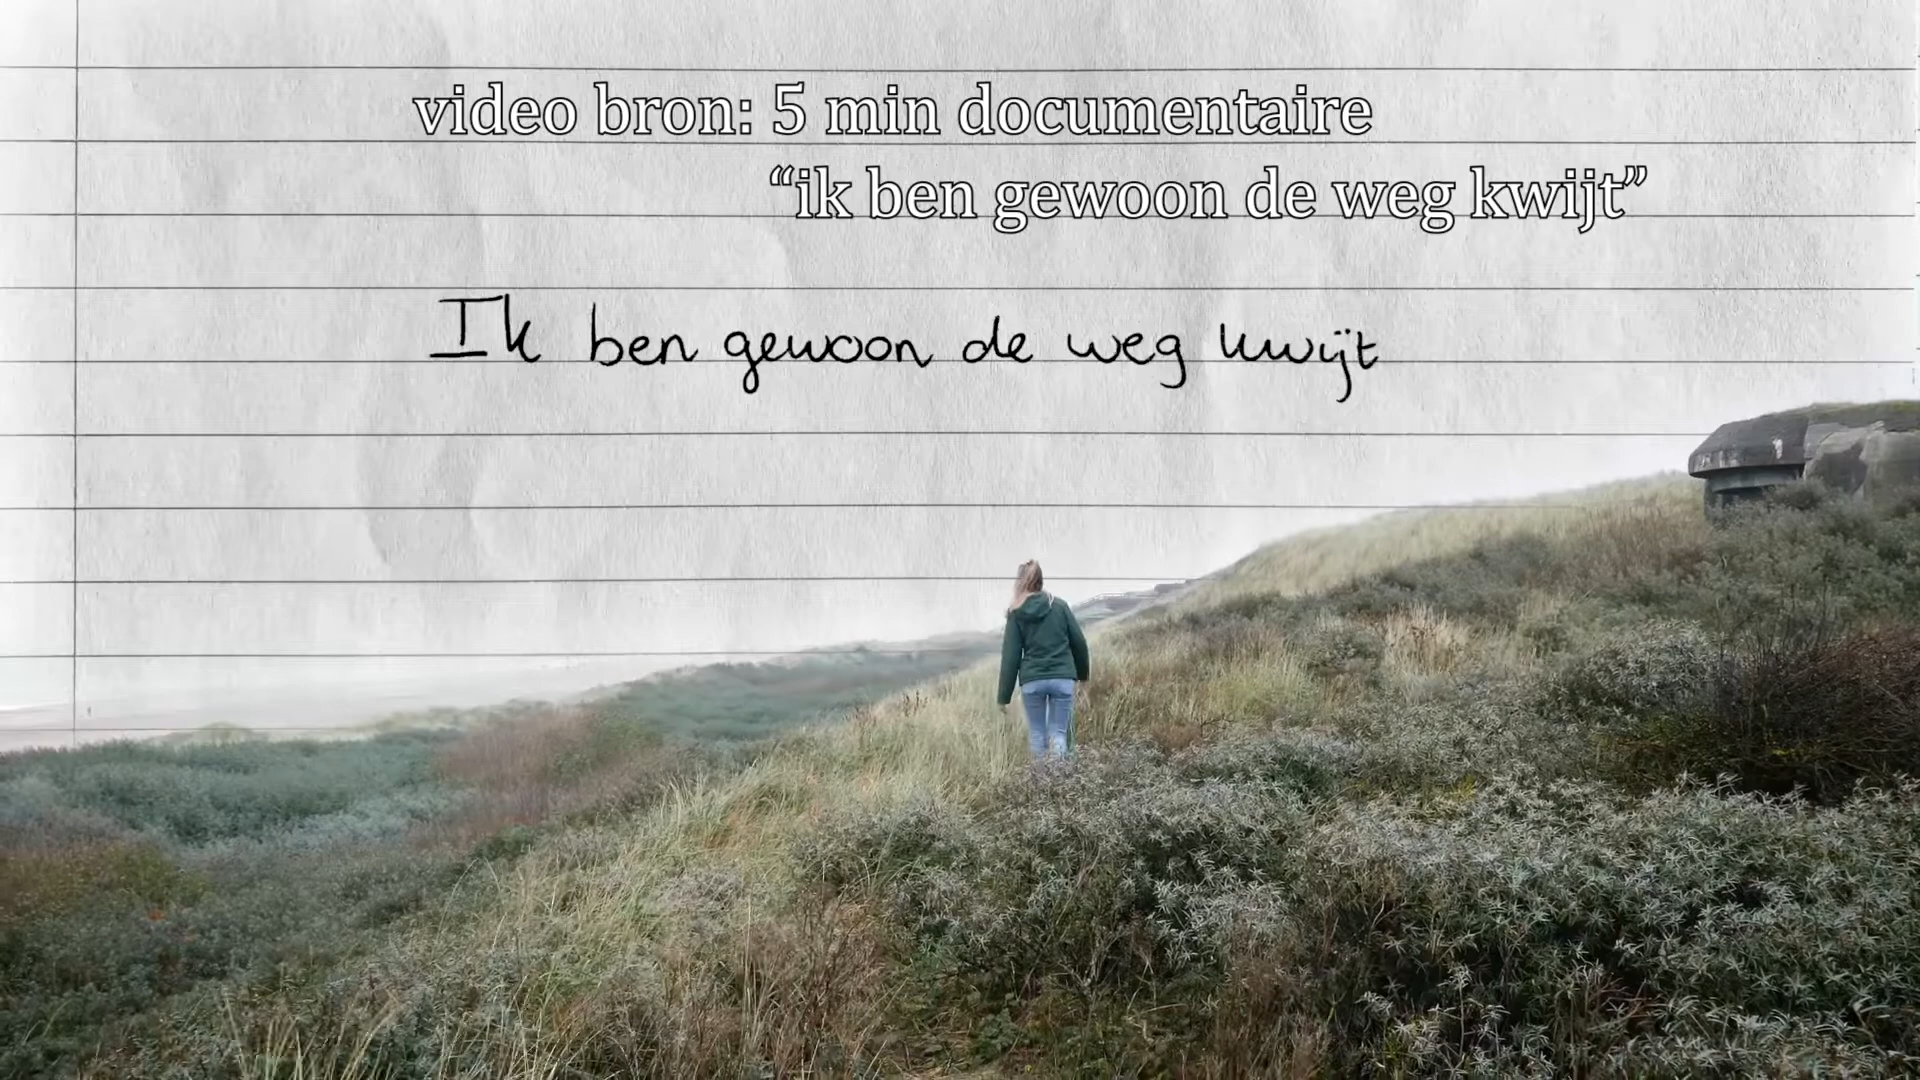 video bron: 5 min documentaire
“ik ben gewoon de weg kwijt”
Ik ben gewoon de weg kwijt